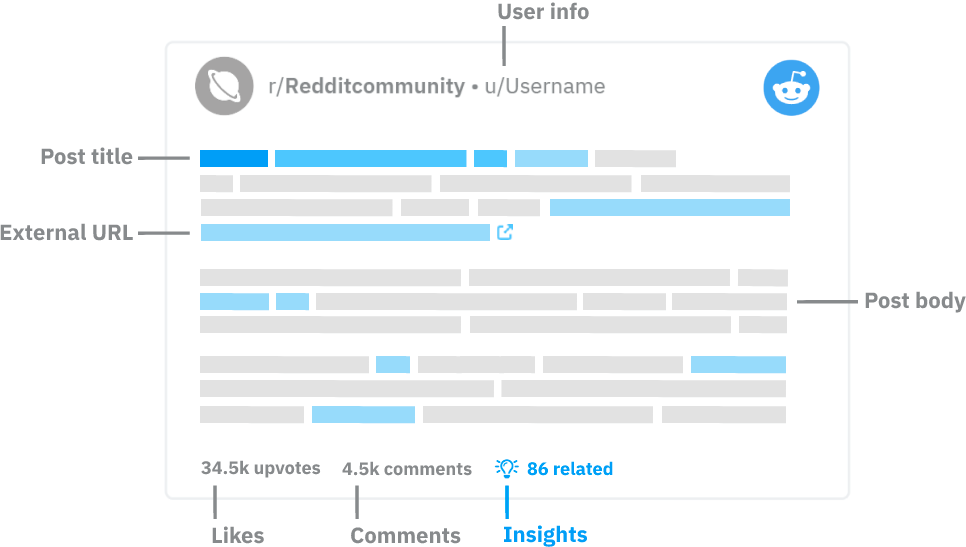 User info
r/Redditcommunity • u/Username
Post title
External URL
Post body
34.5k upvotes 4.5k comments 86 related
Likes Comments Insights